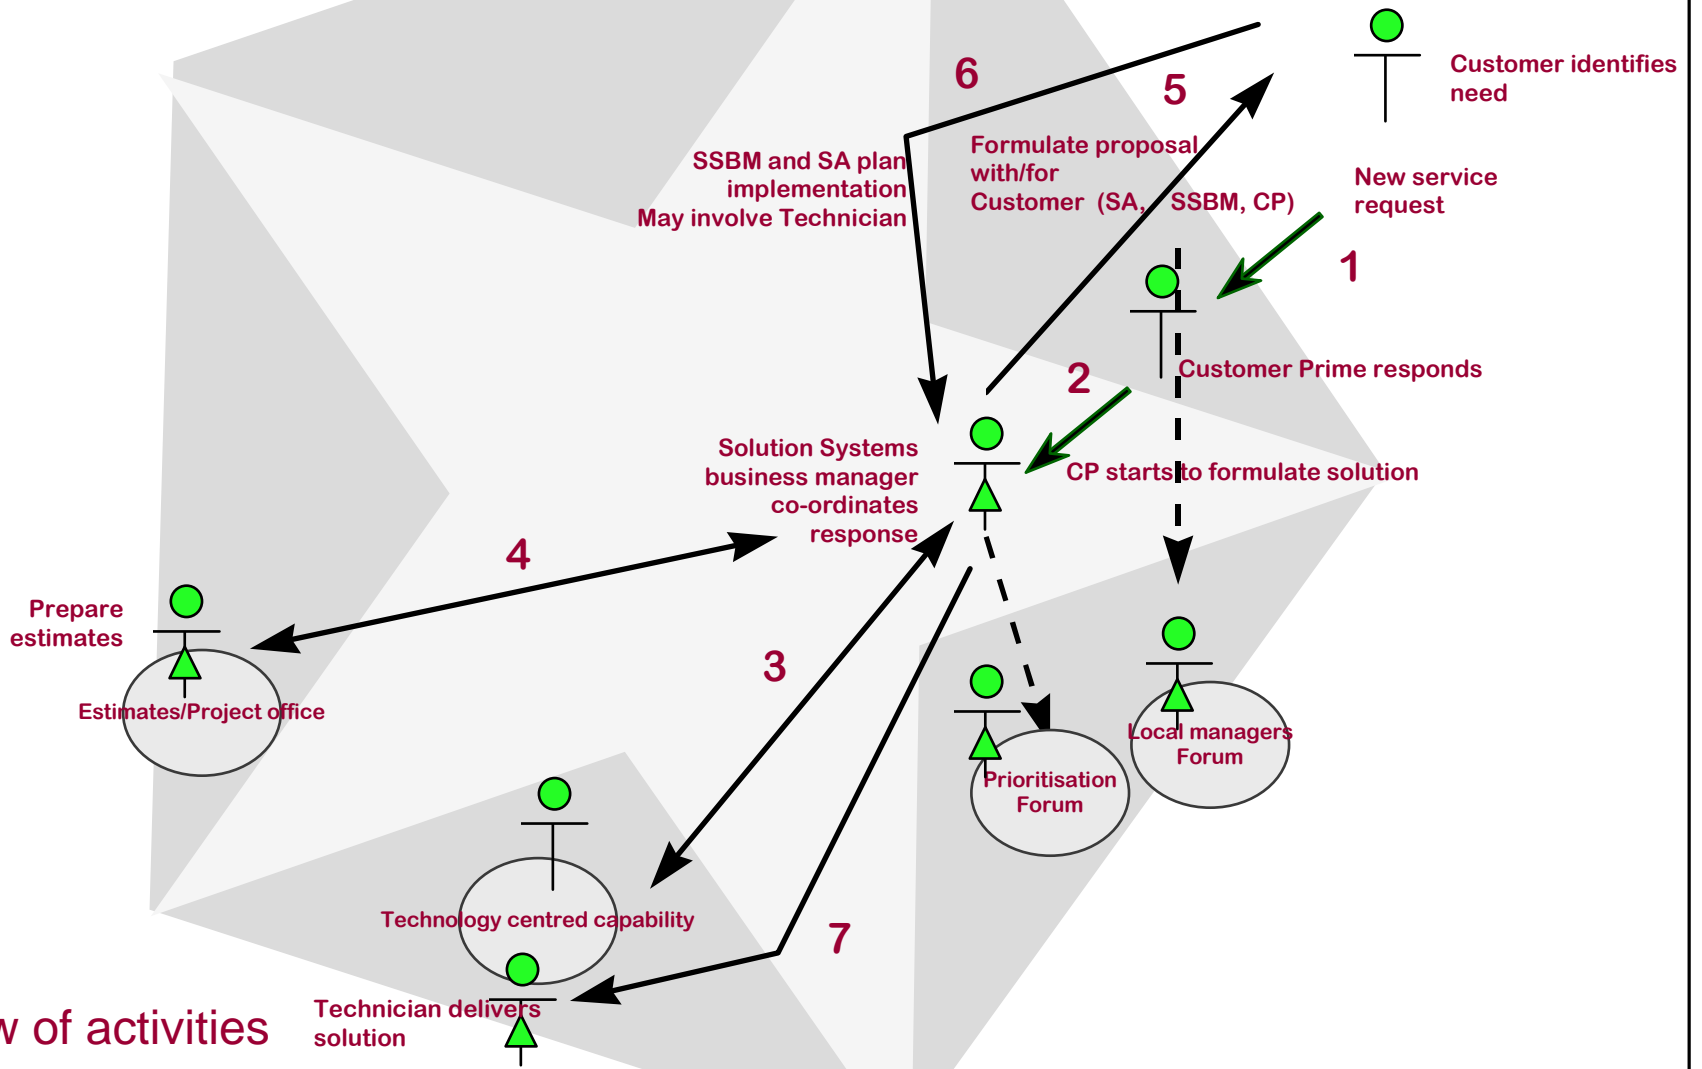 6
5
Customer identifies
need
Formulate proposal
with/for
Customer (SA, SSBM, CP)
SSBM and SA plan
implementation
May involve Technician
New service
request
1
2
Customer Prime responds
Solution Systems
business manager
co-ordinates
response
CP starts to formulate solution
4
Prepare
estimates
3
Estimates/Project office
Local managers
Forum
Prioritisation
Forum
Technology centred capability
7
Technician delivers
solution
of activities